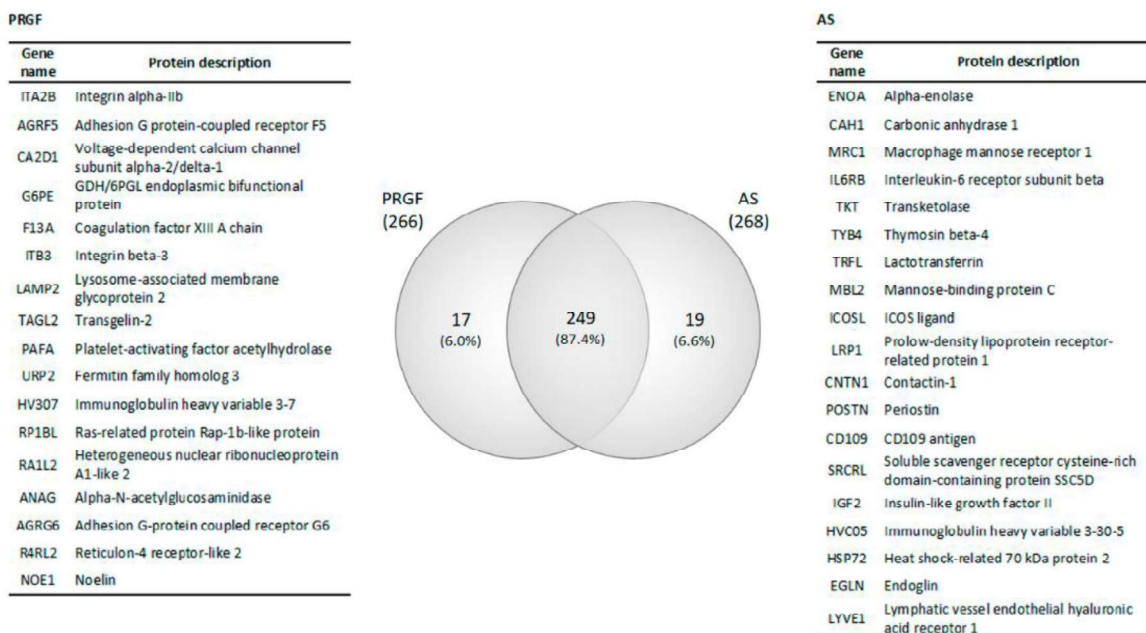 PRGF
Gene name Protein description
ITA2B Integrin alpha-IIb
AGRF5 Adhesion G protein-coupled receptor F5
CA2D1 Voltage-dependent calcium channel
subunit alpha-2/delta-1
G6PE GDH/6PGL endoplasmic bifunctional
protein
F13A Coagulation factor XIII A chain
ITB3 Integrin beta-3
LAMP2 Lysosome-associated membrane
glycoprotein 2
TAGL2 Transgelin-2
PAFA Platelet-activating factor acetylhydrolase
URP2 Fermitin family homolog 3
HV307 Immunoglobulin heavy variable 3-7
RP1BL Ras-related protein Rap-1b-like protein
RA1L2 Heterogeneous nuclear ribonucleoprotein
A1-like 2
ANAG Alpha-N-acetylglucosaminidase
AGRG6 Adhesion G-protein coupled receptor G6
R4RL2 Reticulon-4 receptor-like 2
NOE1 Noelin
PRGF
(266)
AS
(268)
17
(6.0%)
249
(87.4%)
19
(6.6%)
AS
Gene name Protein description
ENOA Alpha-enolase
CAH1 Carbonic anhydrase 1
MRC1 Macrophage mannose receptor 1
IL6RB Interleukin-6 receptor subunit beta
TKT Transketolase
TYB4 Thymosin beta-4
TRFL Lactotransferrin
MBL2 Mannose-binding protein C
ICOSL ICOS ligand
LRP1 Prolow-density lipoprotein receptor-
related protein 1
CNTN1 Contactin-1
POSTN Periostin
CD109 CD109 antigen
SRCRL Soluble scavenger receptor cysteine-rich
domain-containing protein SSC5D
IGF2 Insulin-like growth factor II
HVC05 Immunoglobulin heavy variable 3-30-5
HSP72 Heat shock-related 70 kDa protein 2
EGLN Endoglin
LYVE1 Lymphatic vessel endothelial hyaluronic
acid receptor 1